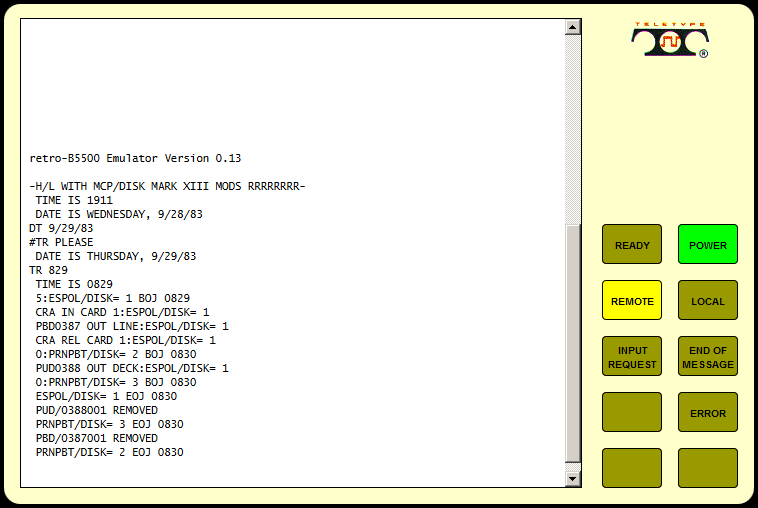 TELETYPE
®
retro-B5500 Emulator Version 0.13
-H/L WITH MCP/DISK MARK XIII MODS RRRRRRRR-
TIME IS 1911
DATE IS WEDNESDAY, 9/28/83
DT 9/29/83
#TR PLEASE
DATE IS THURSDAY, 9/29/83
TR 829
TIME IS 0829
5:ESPOL/DISK= 1 BOJ 0829
CRA IN CARD 1:ESPOL/DISK= 1
PBD0387 OUT LINE:ESPOL/DISK= 1
CRA REL CARD 1:ESPOL/DISK= 1
0:PRNPBT/DISK= 2 BOJ 0830
PUD0388 OUT DECK:ESPOL/DISK= 1
0:PRNPBT/DISK= 3 BOJ 0830
ESPOL/DISK= 1 EOJ 0830
PUD/0388001 REMOVED
PRNPBT/DISK= 3 EOJ 0830
PBD/0387001 REMOVED
PRNPBT/DISK= 2 EOJ 0830
READY
POWER
REMOTE
LOCAL
INPUT
REQUEST
END OF
MESSAGE
ERROR